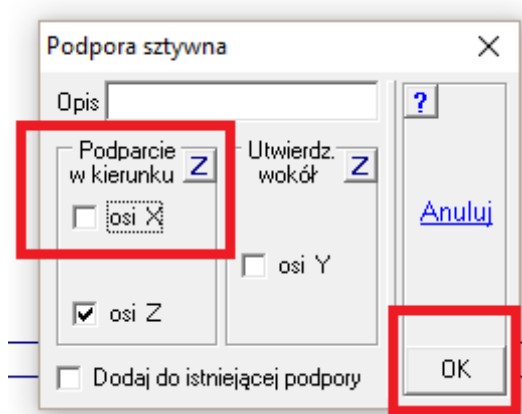 Podpora sztywna
Opis
?
Podparcie
w kierunku
Z
Utwierdz.
wokół
Z
osi X
Anuluj
osi Y
osi Z
Dodaj do istniejącej podpory
OK